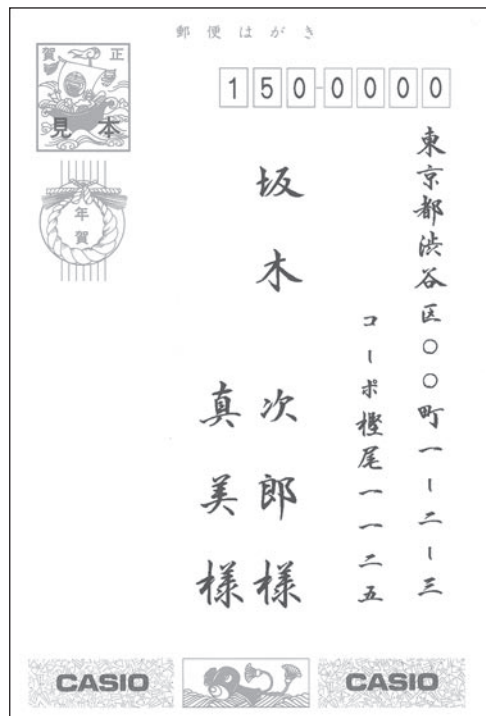 郵便はがき
賀正
見本
年賀
150-0000
東京都渋谷区〇〇町一ー二ー三
コーポ樫尾一一二五
坂木 次郎様
真美様
CASIO
CASIO